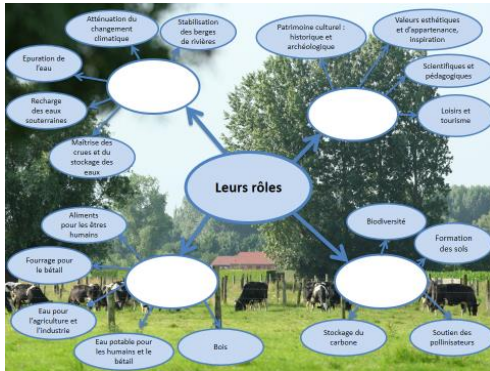 Atténuation du
changement
climatique
Stabilisation
des berges
de rivières
Epuration de
l'eau
Recharge
des eaux
souterraines
Maîtrise des
crues et du
stockage des
eaux
Patrimoine culturel :
historique et
archéologique
Valeurs esthétiques
et d'appartenance,
inspiration
Scientifiques et
pédagogiques
Loisirs et
tourisme
Leurs rôles
Aliments
pour les êtres
humains
Fourrage pour
le bétail
Eau pour
l'agriculture et
l'industrie
Eau potable pour
les humains et le
bétail
Bois
Biodiversité
Formation
des sols
Stockage du
carbone
Soutien des
pollinisateurs